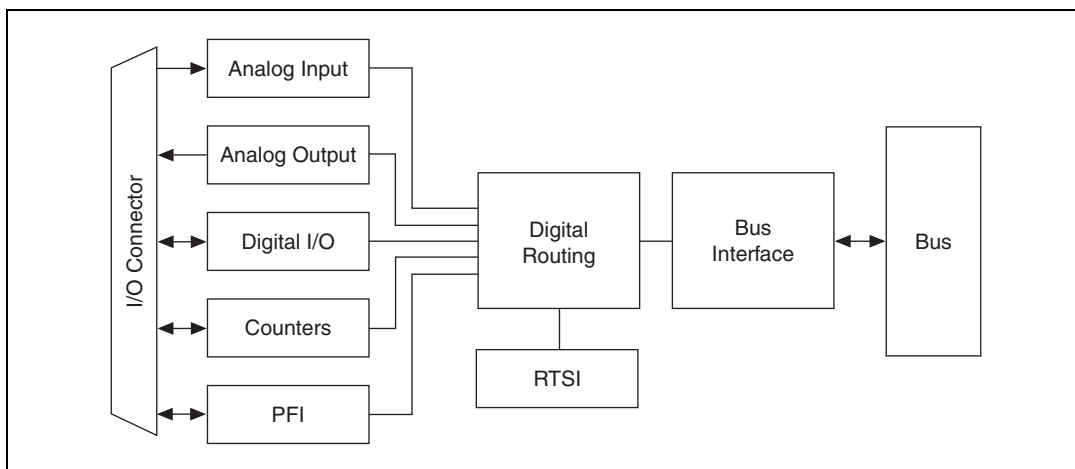 I/O Connector
Analog Input
Analog Output
Digital I/O
Counters
PFI
Digital
Routing
RTSI
Bus
Interface
Bus